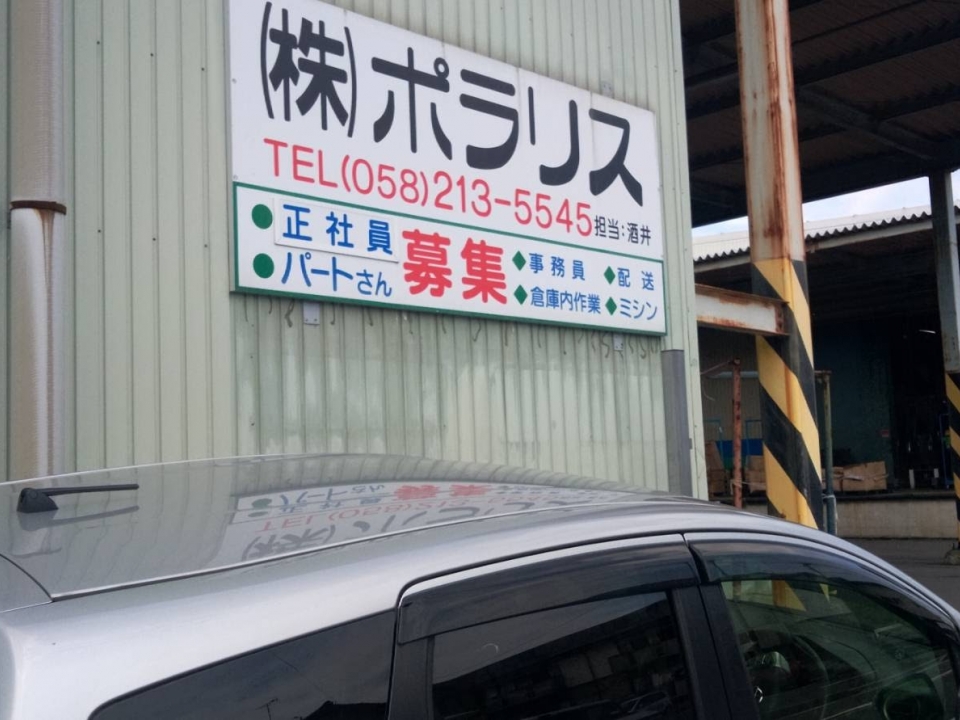 (株)ポラリス
TEL(058)213-5545 担当:酒井
●正社員
●パートさん
募集
◆事務員 ◆配送
◆倉庫内作業 ◆ミシン